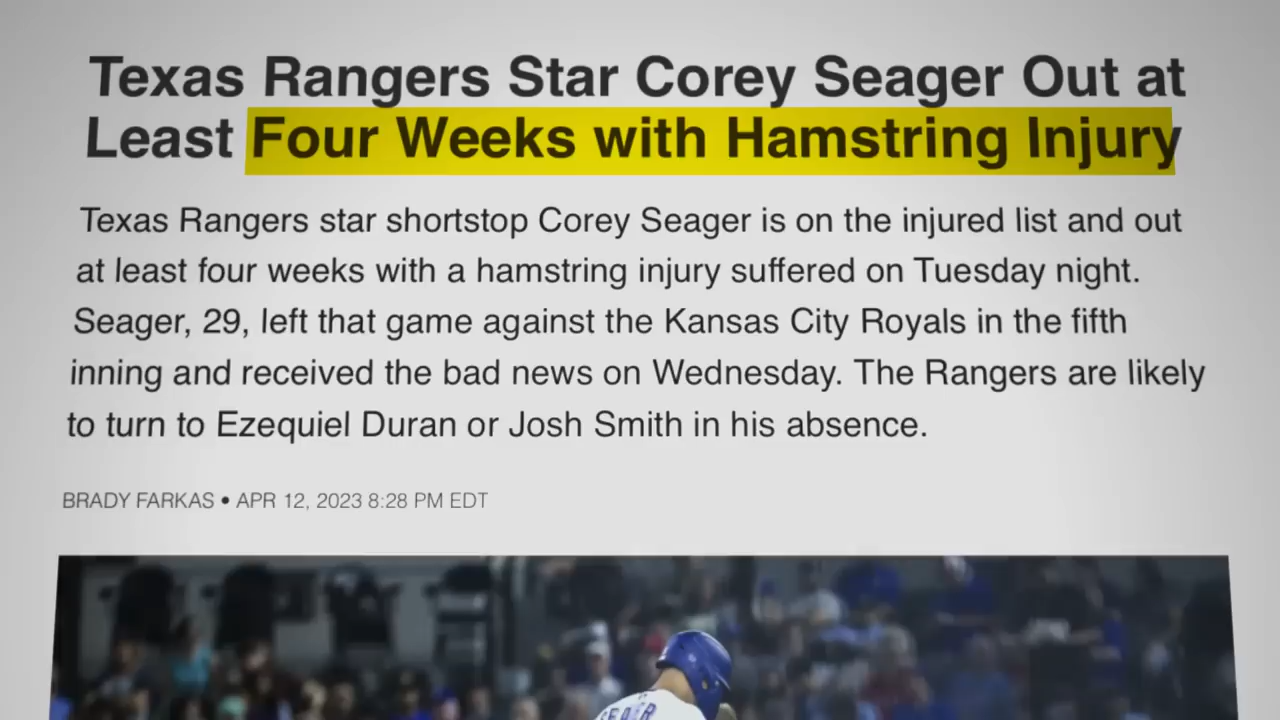 Texas Rangers Star Corey Seager Out at
Least Four Weeks with Hamstring Injury
Texas Rangers star shortstop Corey Seager is on the injured list and out
at least four weeks with a hamstring injury suffered on Tuesday night.
Seager, 29, left that game against the Kansas City Royals in the fifth
inning and received the bad news on Wednesday. The Rangers are likely
to turn to Ezequiel Duran or Josh Smith in his absence.
BRADY FARKAS • APR 12, 2023 8:28 PM EDT
SEAGER